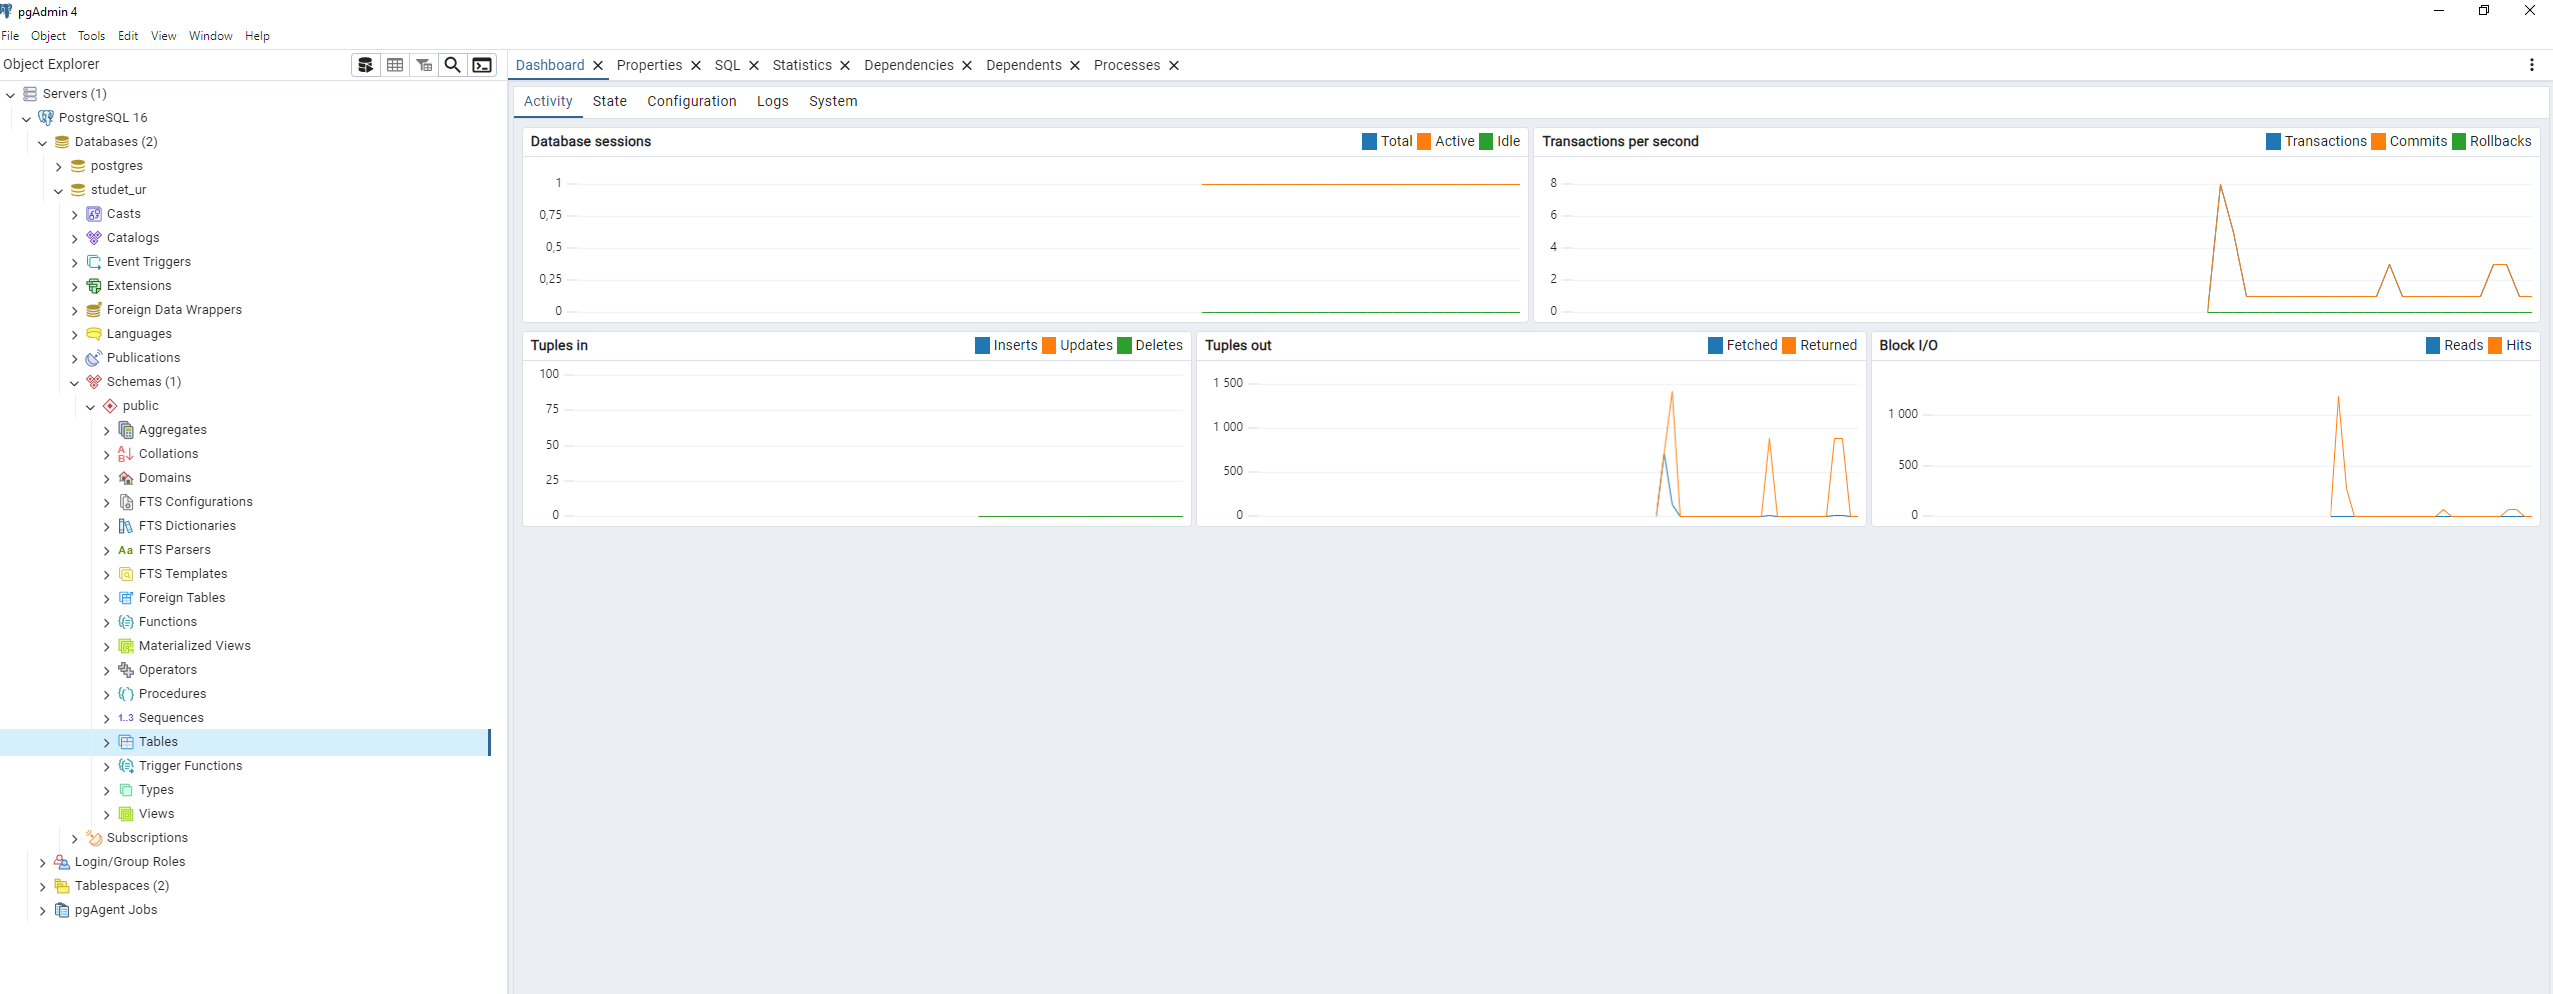 pgAdmin 4
File Object Tools Edit View Window Help
Object Explorer
Servers (1)
PostgreSQL 16
Databases (2)
postgres
studet_ur
Casts
Catalogs
Event Triggers
Extensions
Foreign Data Wrappers
Languages
Publications
Schemas (1)
public
Aggregates
Collations
Domains
FTS Configurations
FTS Dictionaries
Aa FTS Parsers
FTS Templates
Foreign Tables
Functions
Materialized Views
Operators
Procedures
1..3 Sequences
Tables
Trigger Functions
Types
Views
Subscriptions
Login/Group Roles
Tablespaces (2)
pgAgent Jobs
Dashboard Properties SQL Statistics Dependencies Dependents Processes
Activity State Configuration Logs System
Database sessions Total Active Idle
1
0,75
0,5
0,25
0
Transactions per second Transactions Commits Rollbacks
8
6
4
2
0
Tuples in Inserts Updates Deletes
100
75
50
25
0
Tuples out Fetched Returned
1 500
1 000
500
0
Block I/O Reads Hits
1 000
500
0